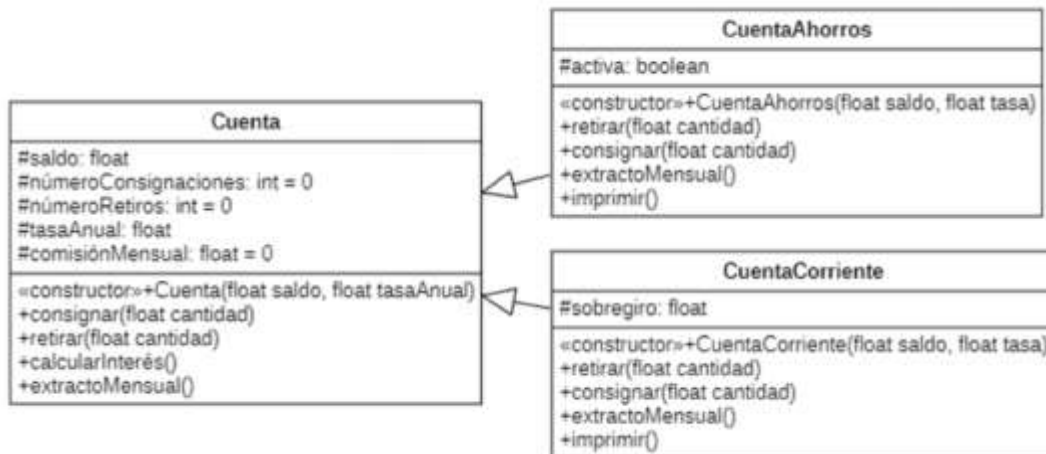 Cuenta
#saldo: float
#númeroConsignaciones: int = 0
#númeroRetiros: int = 0
#tasaAnual: float
#comisiónMensual: float = 0
«constructor»+Cuenta(float saldo, float tasaAnual)
+consignar(float cantidad)
+retirar(float cantidad)
+calcularInterés()
+extractoMensual()
CuentaAhorros
#activa: boolean
«constructor»+CuentaAhorros(float saldo, float tasa)
+retirar(float cantidad)
+consignar(float cantidad)
+extractoMensual()
+imprimir()
CuentaCorriente
#sobregiro: float
«constructor»+CuentaCorriente(float saldo, float tasa)
+retirar(float cantidad)
+consignar(float cantidad)
+extractoMensual()
+imprimir()